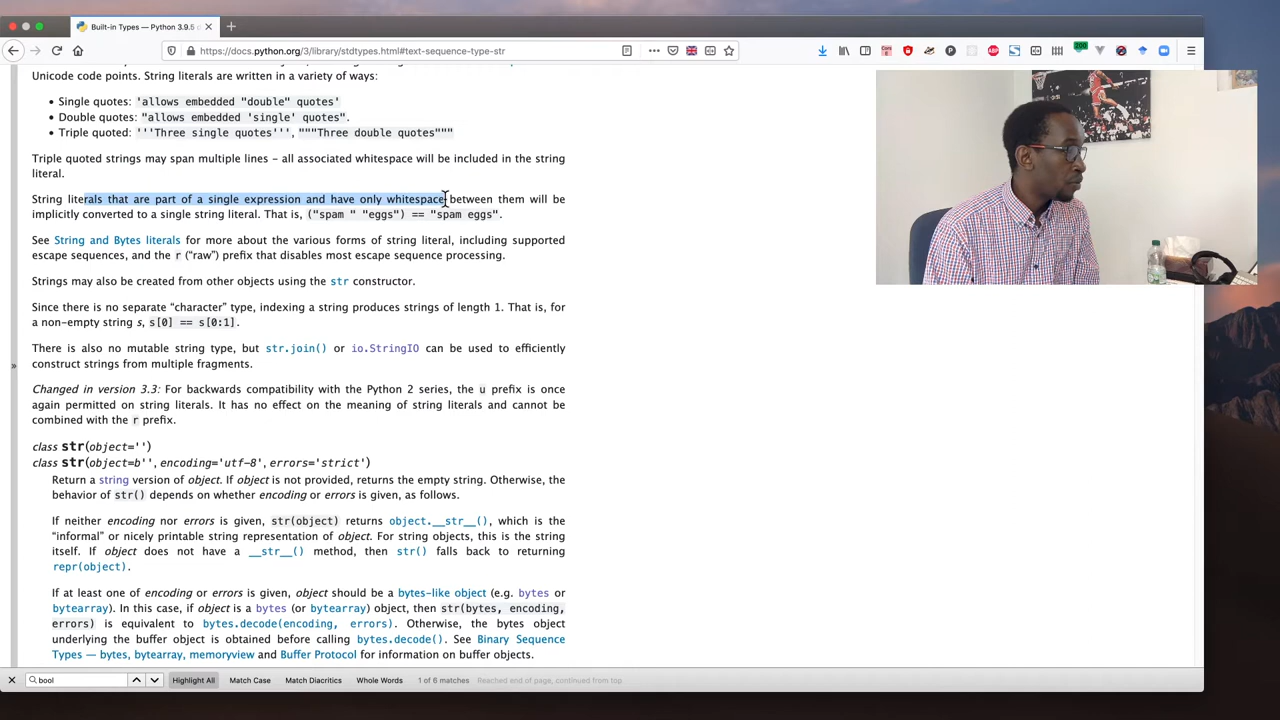 Built-in Types — Python 3.9.5
https://docs.python.org/3/library/stdtypes.html#text-sequence-type-str
Unicode code points. String literals are written in a variety of ways:
• Single quotes: 'allows embedded "double" quotes'
• Double quotes: "allows embedded 'single' quotes".
• Triple quoted: '''Three single quotes''', """Three double quotes"""
Triple quoted strings may span multiple lines – all associated whitespace will be included in the string
literal.
String literals that are part of a single expression and have only whitespace between them will be
implicitly converted to a single string literal. That is, ("spam " "eggs") == "spam eggs".
See String and Bytes literals for more about the various forms of string literal, including supported
escape sequences, and the r (“raw”) prefix that disables most escape sequence processing.
Strings may also be created from other objects using the str constructor.
Since there is no separate “character” type, indexing a string produces strings of length 1. That is, for
a non-empty string s, s[0] == s[0:1].
There is also no mutable string type, but str.join() or io.StringIO can be used to efficiently
construct strings from multiple fragments.
Changed in version 3.3: For backwards compatibility with the Python 2 series, the u prefix is once
again permitted on string literals. It has no effect on the meaning of string literals and cannot be
combined with the r prefix.
class str(object='')
class str(object=b'', encoding='utf-8', errors='strict')
Return a string version of object. If object is not provided, returns the empty string. Otherwise, the
behavior of str() depends on whether encoding or errors is given, as follows.
If neither encoding nor errors is given, str(object) returns object.__str__(), which is the
“informal” or nicely printable string representation of object. For string objects, this is the string
itself. If object does not have a __str__() method, then str() falls back to returning
repr(object).
If at least one of encoding or errors is given, object should be a bytes-like object (e.g. bytes or
bytearray). In this case, if object is a bytes (or bytearray) object, then str(bytes, encoding,
errors) is equivalent to bytes.decode(encoding, errors). Otherwise, the bytes object
underlying the buffer object is obtained before calling bytes.decode(). See Binary Sequence
Types — bytes, bytearray, memoryview and Buffer Protocol for information on buffer objects.
bool Highlight All Match Case Match Diacritics Whole Words 1 of 6 matches Reached end of page, continued from top